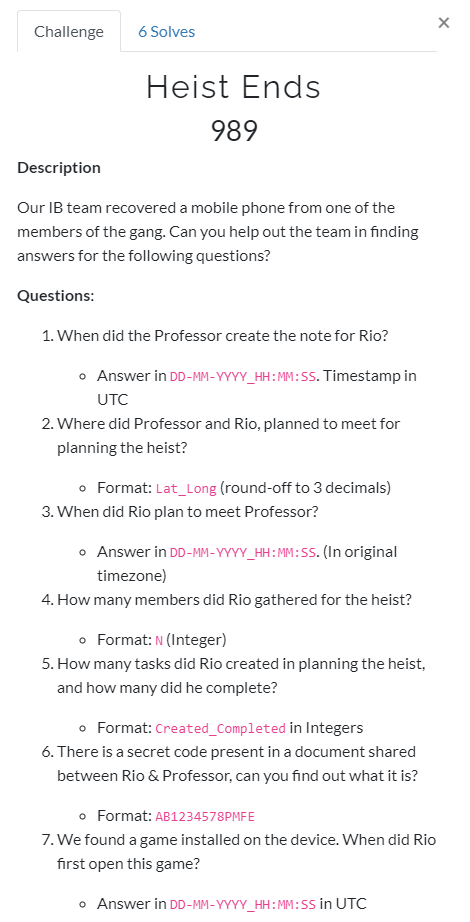 Challenge
6 Solves
×
Heist Ends
989
Description
Our IB team recovered a mobile phone from one of the
members of the gang. Can you help out the team in finding
answers for the following questions?
Questions:
1. When did the Professor create the note for Rio?
Answer in DD-MM-YYYY_HH:MM:SS. Timestamp in
UTC
2. Where did Professor and Rio, planned to meet for
planning the heist?
Format: Lat_Long (round-off to 3 decimals)
3. When did Rio plan to meet Professor?
Answer in DD-MM-YYYY_HH:MM:SS. (In original
timezone)
4. How many members did Rio gathered for the heist?
Format: N (Integer)
5. How many tasks did Rio created in planning the heist,
and how many did he complete?
Format: Created_Completed in Integers
6. There is a secret code present in a document shared
between Rio & Professor, can you find out what it is?
Format: AB1234578PMFE
7. We found a game installed on the device. When did Rio
first open this game?
Answer in DD-MM-YYYY_HH:MM:SS in UTC